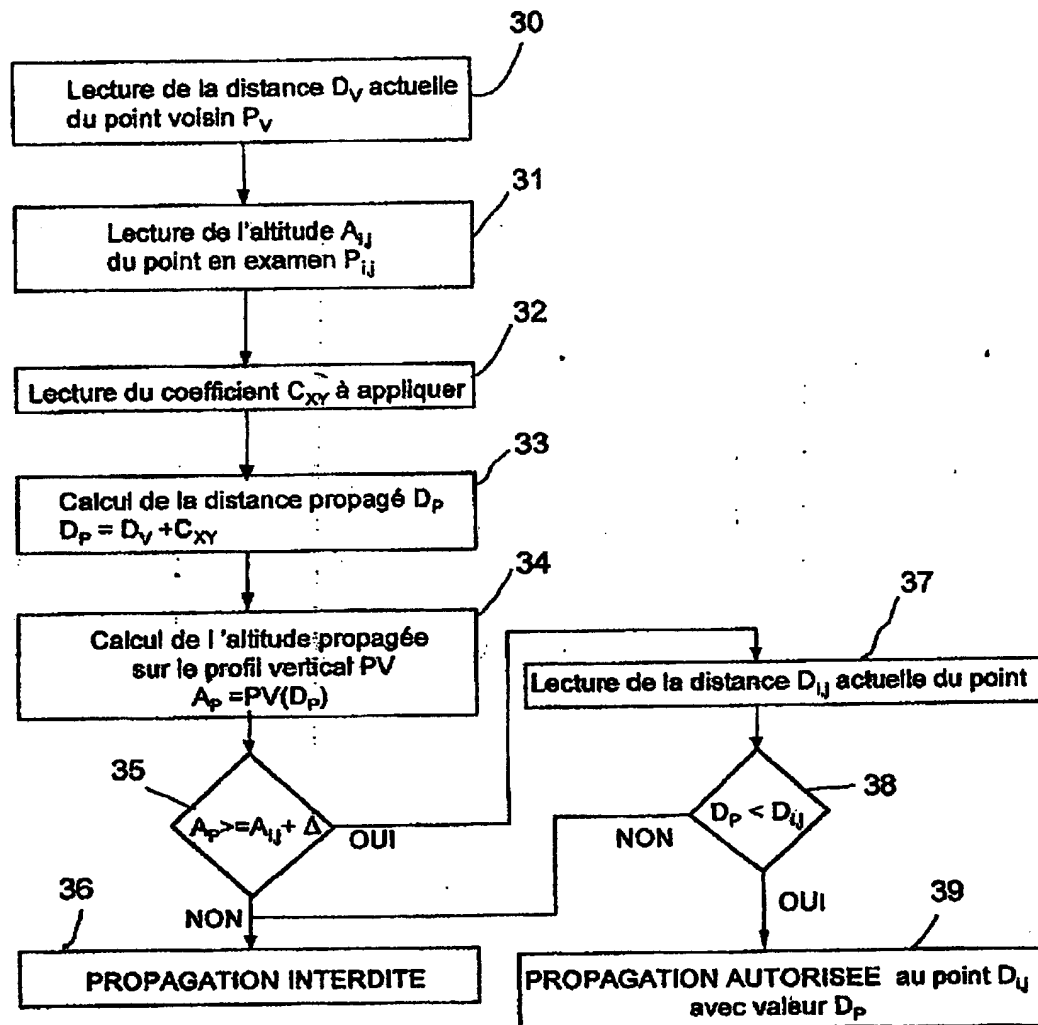 30
Lecture de la distance D_V actuelle
du point voisin P_V
31
Lecture de l'altitude A_i,j
du point en examen P_i,j
32
Lecture du coefficient C_XY à appliquer
33
Calcul de la distance propagé D_P
D_P = D_V +C_XY
34
Calcul de l 'altitude propagée
sur le profil vertical PV
A_P =PV(D_P)
35
A_P>=A_i,j+ Δ
OUI
NON
36
PROPAGATION INTERDITE
37
Lecture de la distance D_i,j actuelle du point
38
D_P < D_i,j
NON
OUI
39
PROPAGATION AUTORISEE au point D_i,j
avec valeur D_P